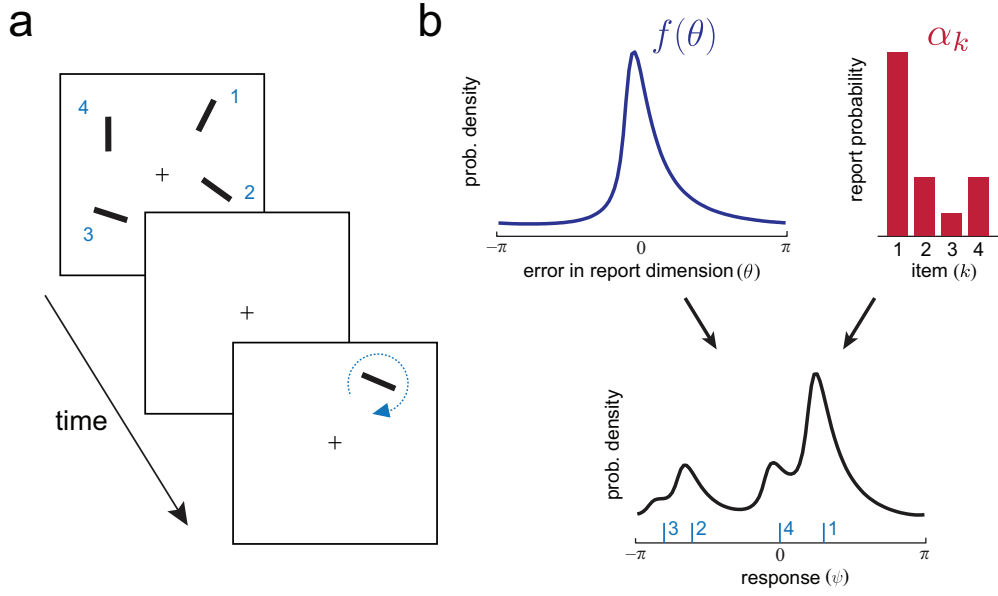 a
1
4
2
3
time
b
f(θ)
prob. density
−π
0
π
error in report dimension (θ)
α_k
report probability
1 2 3 4
item (k)
prob. density
3 2 4 1
−π
0
π
response (ψ)